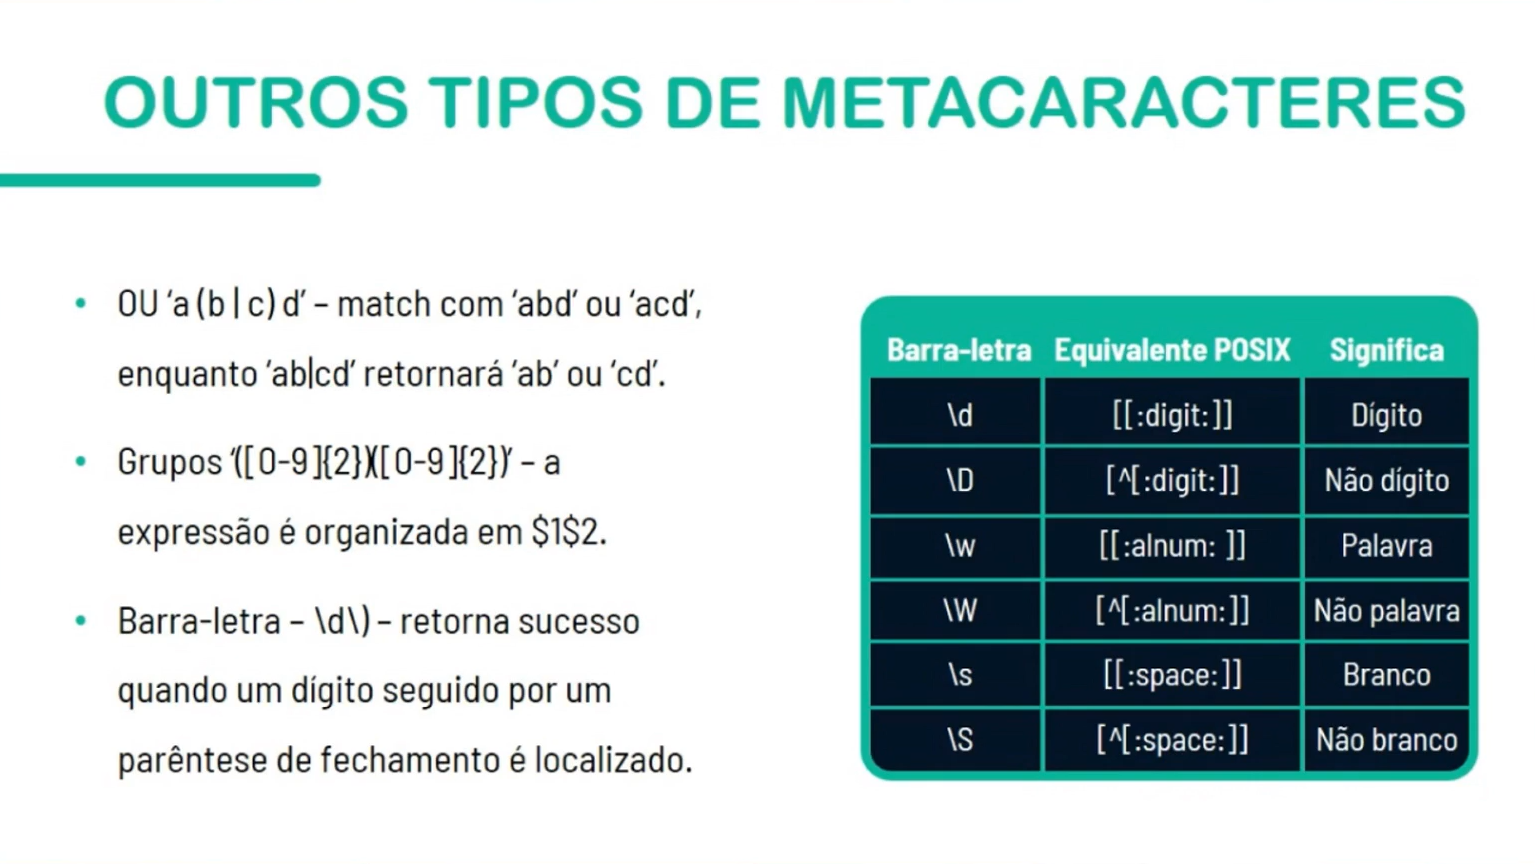 OUTROS TIPOS DE METACARACTERES
• OU ‘a (b | c) d’ – match com ‘abd’ ou ‘acd’,
enquanto ‘ab|cd’ retornará ‘ab’ ou ‘cd’.
• Grupos ‘([0-9]{2})([0-9]{2})’ – a
expressão é organizada em $1$2.
• Barra-letra – \d\) – retorna sucesso
quando um dígito seguido por um
parêntese de fechamento é localizado.
Barra-letra Equivalente POSIX Significa
\d [[:digit:]] Dígito
\D [^[:digit:]] Não dígito
\w [[:alnum: ]] Palavra
\W [^[:alnum:]] Não palavra
\s [[:space:]] Branco
\S [^[:space:]] Não branco